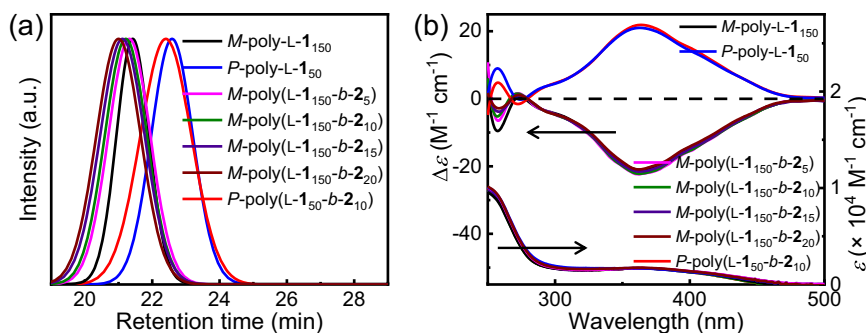 (a)
Intensity (a.u.)
M-poly-L-1₁₅₀
P-poly-L-1₅₀
M-poly(L-1₁₅₀-b-2₅)
M-poly(L-1₁₅₀-b-2₁₀)
M-poly(L-1₁₅₀-b-2₁₅)
M-poly(L-1₁₅₀-b-2₂₀)
P-poly(L-1₅₀-b-2₁₀)
20 22 24 26 28
Retention time (min)
(b)
Δε (M⁻¹ cm⁻¹)
20
0
-20
-40
M-poly-L-1₁₅₀
P-poly-L-1₅₀
M-poly(L-1₁₅₀-b-2₅)
M-poly(L-1₁₅₀-b-2₁₀)
M-poly(L-1₁₅₀-b-2₁₅)
M-poly(L-1₁₅₀-b-2₂₀)
P-poly(L-1₅₀-b-2₁₀)
2
1
0
ε (× 10⁴ M⁻¹ cm⁻¹)
300 400 500
Wavelength (nm)